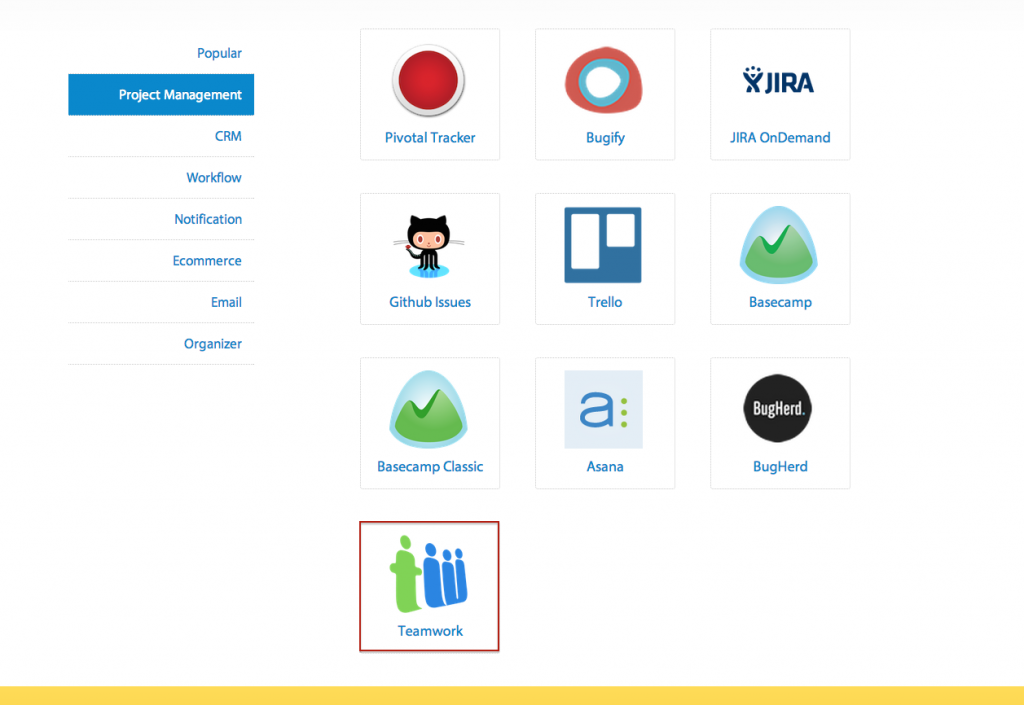 Popular
Project Management
CRM
Workflow
Notification
Ecommerce
Email
Organizer
Pivotal Tracker
Bugify
JIRA
JIRA OnDemand
Github Issues
Trello
Basecamp
Basecamp Classic
a:
Asana
BugHerd.
BugHerd
Teamwork